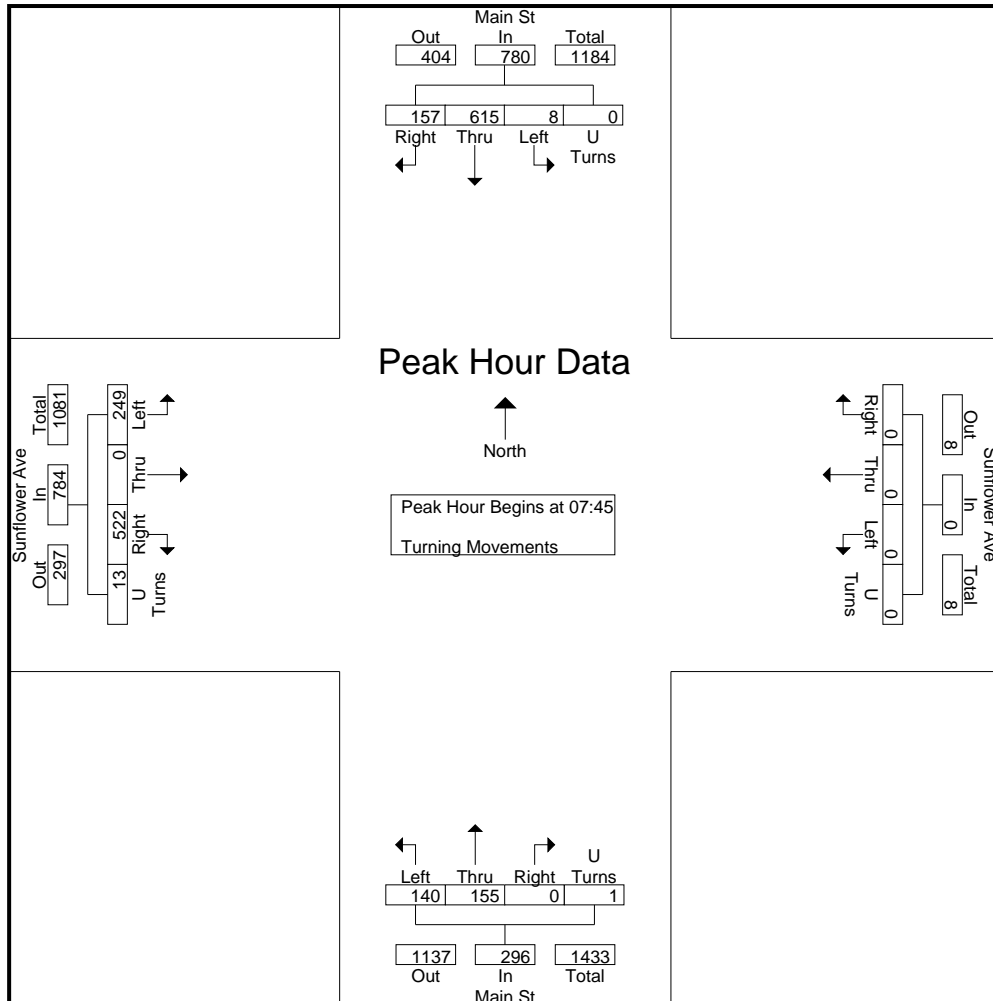 Main St
Out In Total
404 780 1184
157 615 8 0
Right Thru Left U Turns
Peak Hour Data
North
Peak Hour Begins at 07:45
Turning Movements
Sunflower Ave
Total In Out
1081 784 297
249 0 522 13
Left Thru Right U Turns
Right Thru Left U Turns
0 0 0 0
Out In Total
8 0 8
Sunflower Ave
Left Thru Right U Turns
140 155 0 1
1137 296 1433
Out In Total
Main St